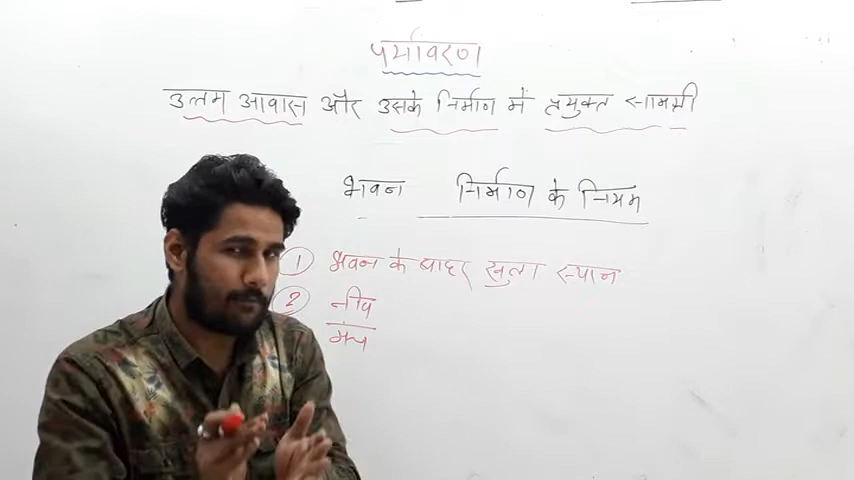 पर्यावरण
उत्तम आवास और उसके निर्माण में प्रयुक्त सामग्री
भवन निर्माण के नियम
1 भवन के बाहर खुला स्थान
2 नींव
मंच